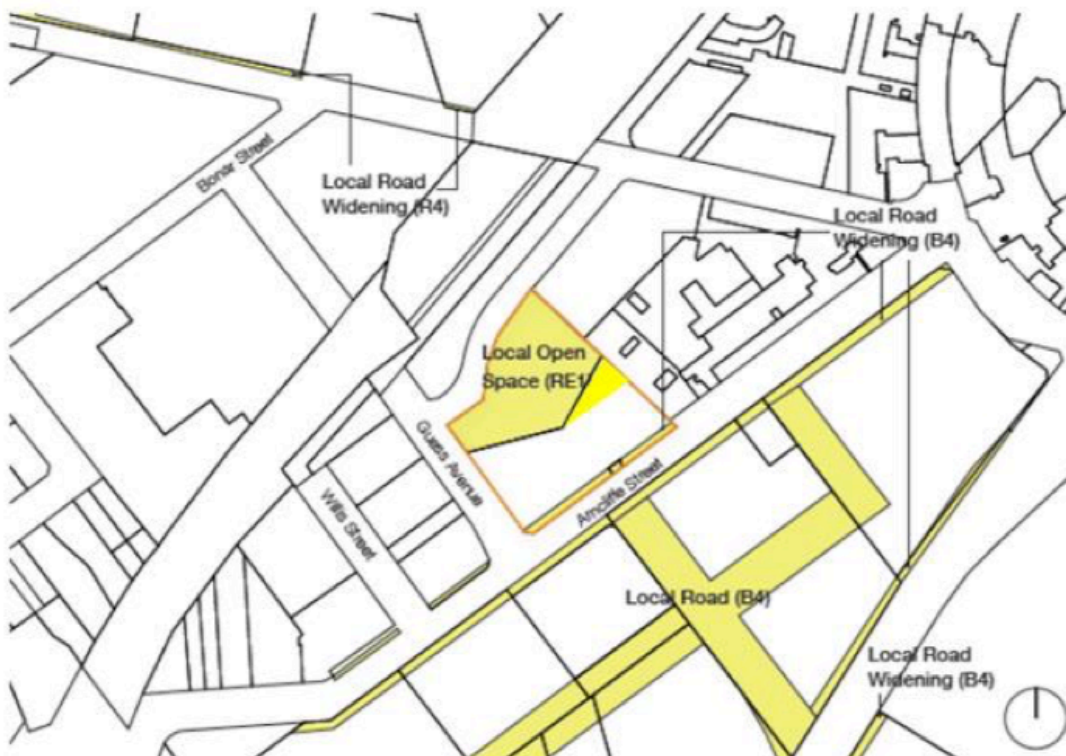 Bonar Street
Local Road
Widening (R4)
Local Road
Widening (B4)
Local Open
Space (RE1)
Guess Avenue
Willis Street
Arncliffe Street
Local Road (B4)
Local Road
Widening (B4)